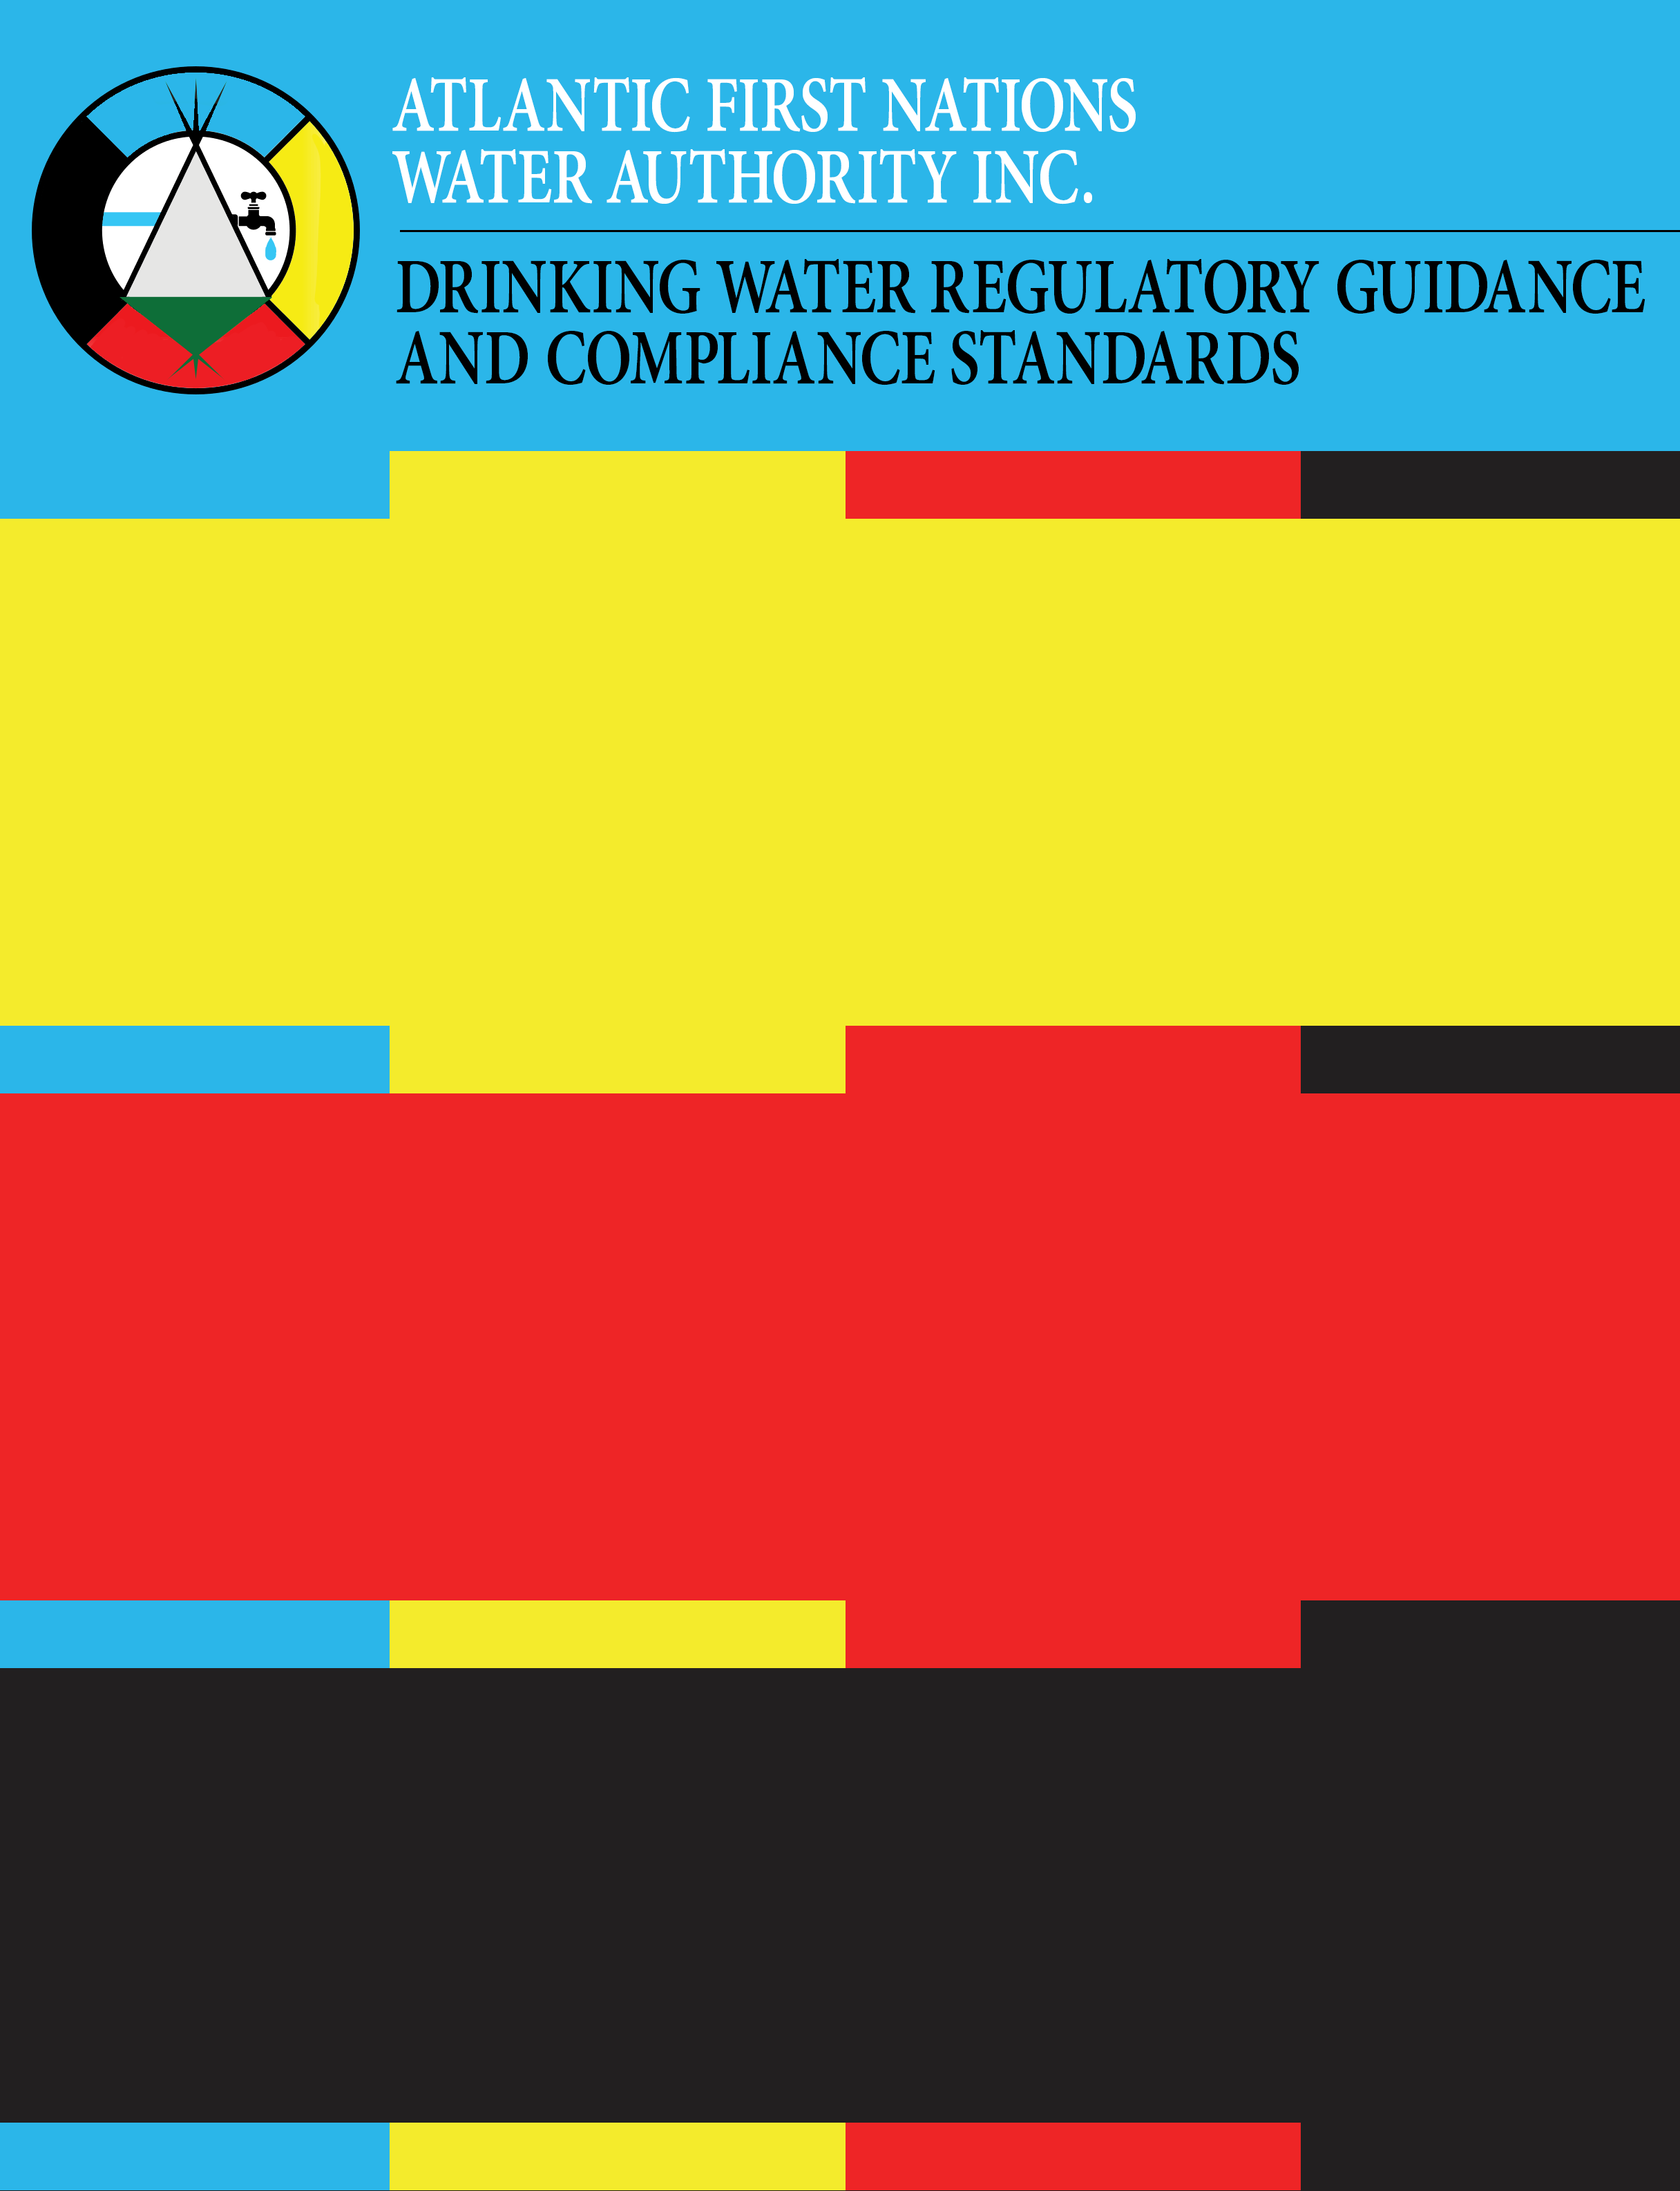 ATLANTIC FIRST NATIONS
WATER AUTHORITY INC.
DRINKING WATER REGULATORY GUIDANCE
AND COMPLIANCE STANDARDS